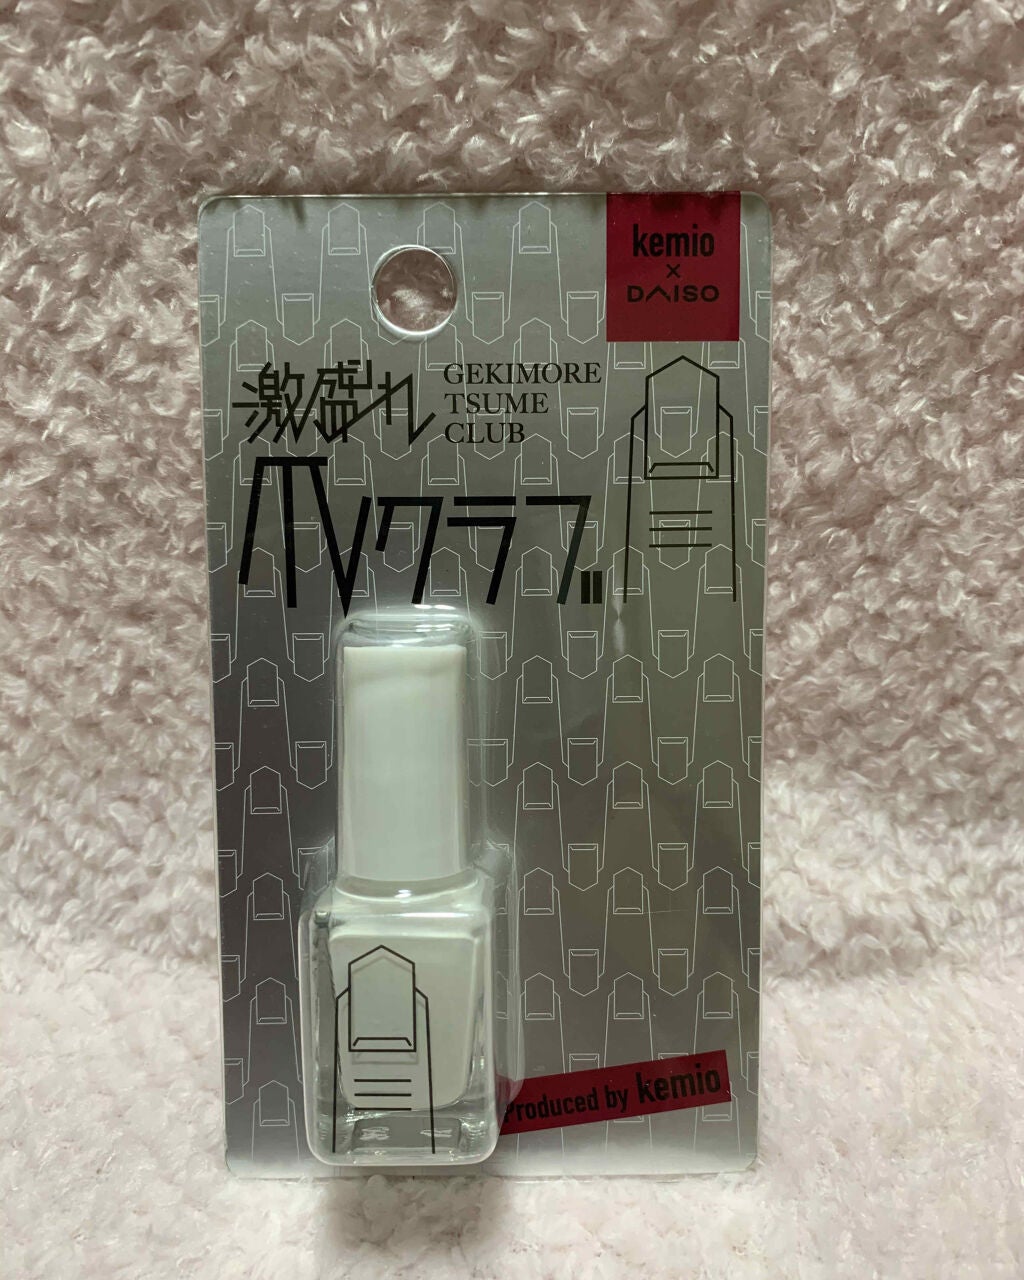 kemio
×
DAISO
激盛れ
GEKIMORE
TSUME
CLUB
爪クラブ
Produced by kemio